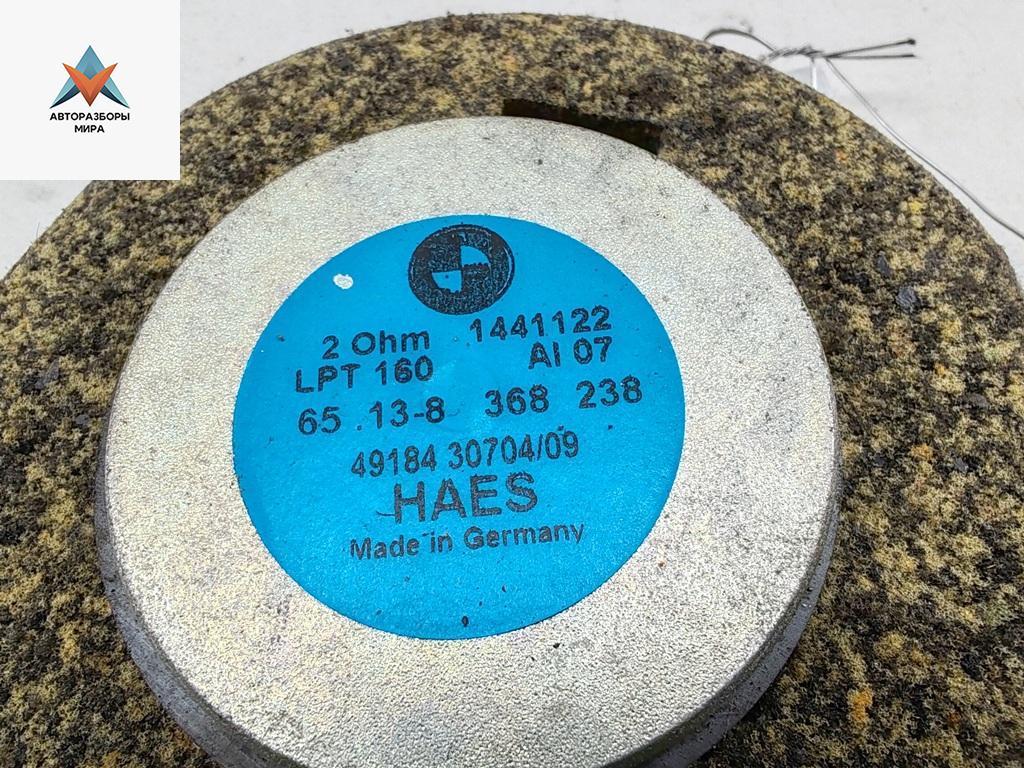 АВТОРАЗБОРЫ
МИРА
2 Ohm 1441122
LPT 160 AI 07
65 .13-8 368 238
49184 30704/09
HAES
Made in Germany